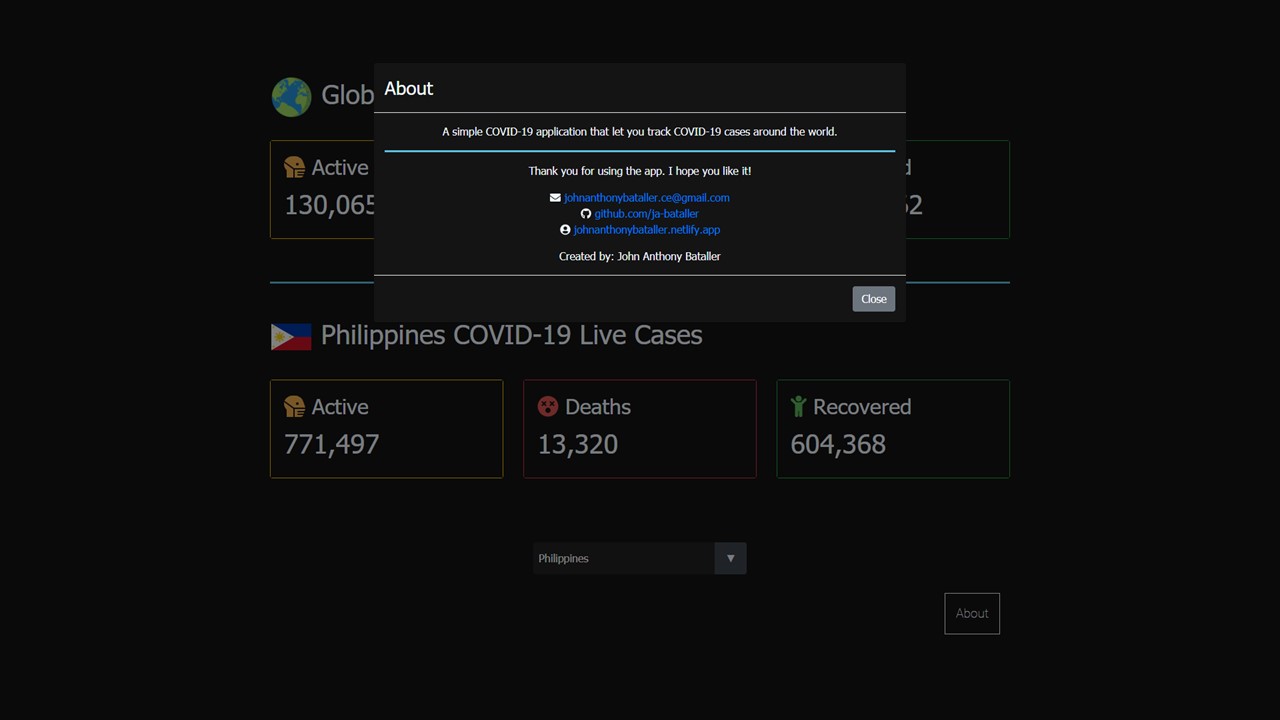 About
A simple COVID-19 application that let you track COVID-19 cases around the world.
Thank you for using the app. I hope you like it!
johnanthonybataller.ce@gmail.com
github.com/ja-bataller
johnanthonybataller.netlify.app
Created by: John Anthony Bataller
Close
Glob
Active
130,065
Philippines COVID-19 Live Cases
Active
771,497
Deaths
13,320
Recovered
604,368
Philippines
About